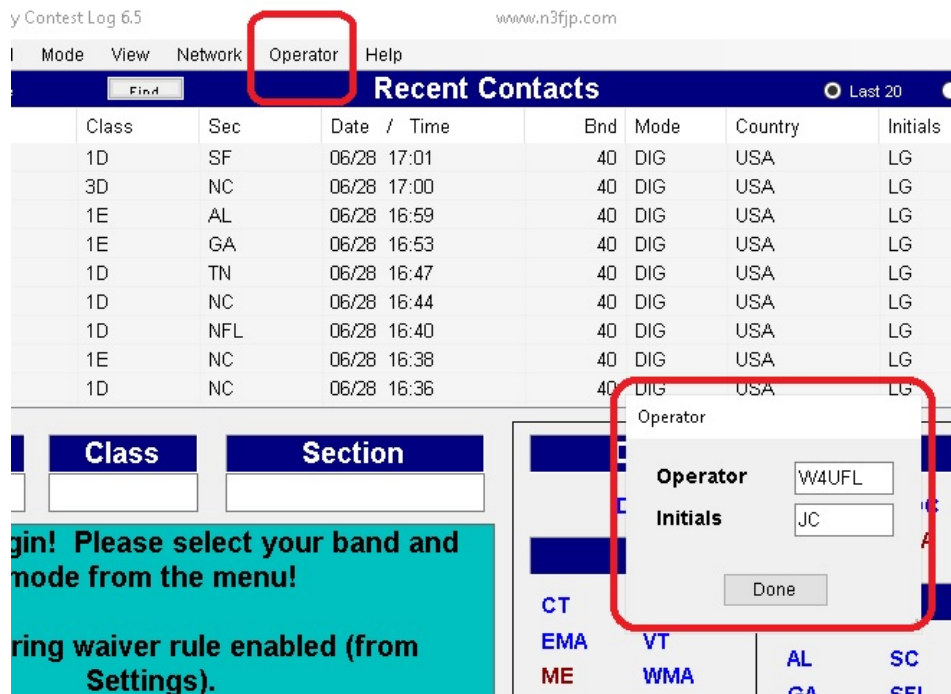 y Contest Log 6.5 www.n3fjp.com
Mode View Network Operator Help
Find Recent Contacts Last 20
Class Sec Date / Time Bnd Mode Country Initials
1D SF 06/28 17:01 40 DIG USA LG
3D NC 06/28 17:00 40 DIG USA LG
1E AL 06/28 16:59 40 DIG USA LG
1E GA 06/28 16:53 40 DIG USA LG
1D TN 06/28 16:47 40 DIG USA LG
1D NC 06/28 16:44 40 DIG USA LG
1D NFL 06/28 16:40 40 DIG USA LG
1E NC 06/28 16:38 40 DIG USA LG
1D NC 06/28 16:36 40 DIG USA LG
Operator
Class Section
Operator W4UFL
Initials JC
Done
gin! Please select your band and
mode from the menu!
ring waiver rule enabled (from
Settings).
CT
EMA VT
ME WMA
AL SC
GA SFL